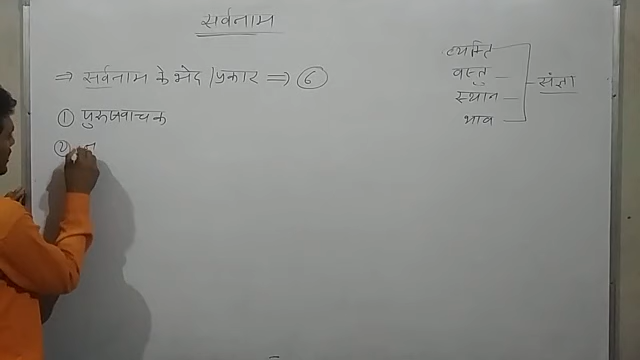 सर्वनाम
⇒ सर्वनाम के भेद / प्रकार ⇒ 6
① पुरुषवाचक
②
व्यक्ति
वस्तु
स्थान
भाव
संज्ञा